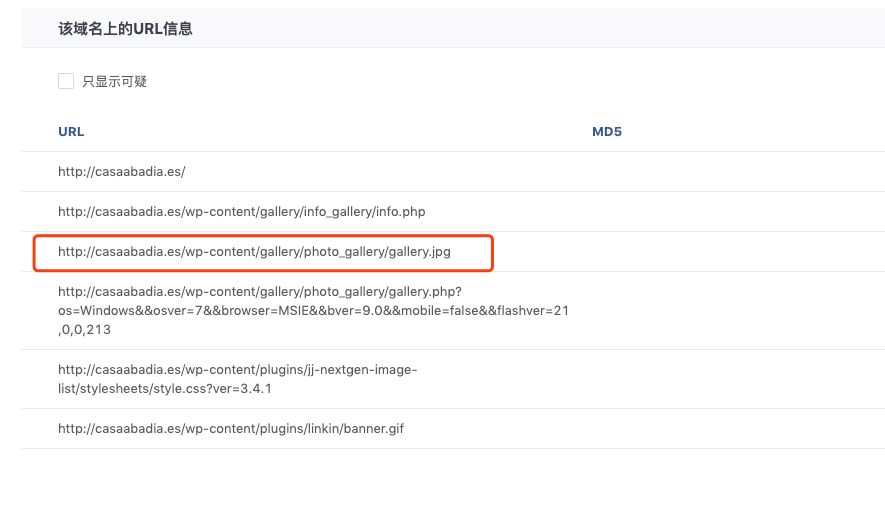 该域名上的URL信息
只显示可疑
URL MD5
http://casaabadia.es/
http://casaabadia.es/wp-content/gallery/info_gallery/info.php
http://casaabadia.es/wp-content/gallery/photo_gallery/gallery.jpg
http://casaabadia.es/wp-content/gallery/photo_gallery/gallery.php?
os=Windows&&osver=7&&browser=MSIE&&bver=9.0&&mobile=false&&flashver=21
,0,0,213
http://casaabadia.es/wp-content/plugins/jj-nextgen-image-
list/stylesheets/style.css?ver=3.4.1
http://casaabadia.es/wp-content/plugins/linkin/banner.gif